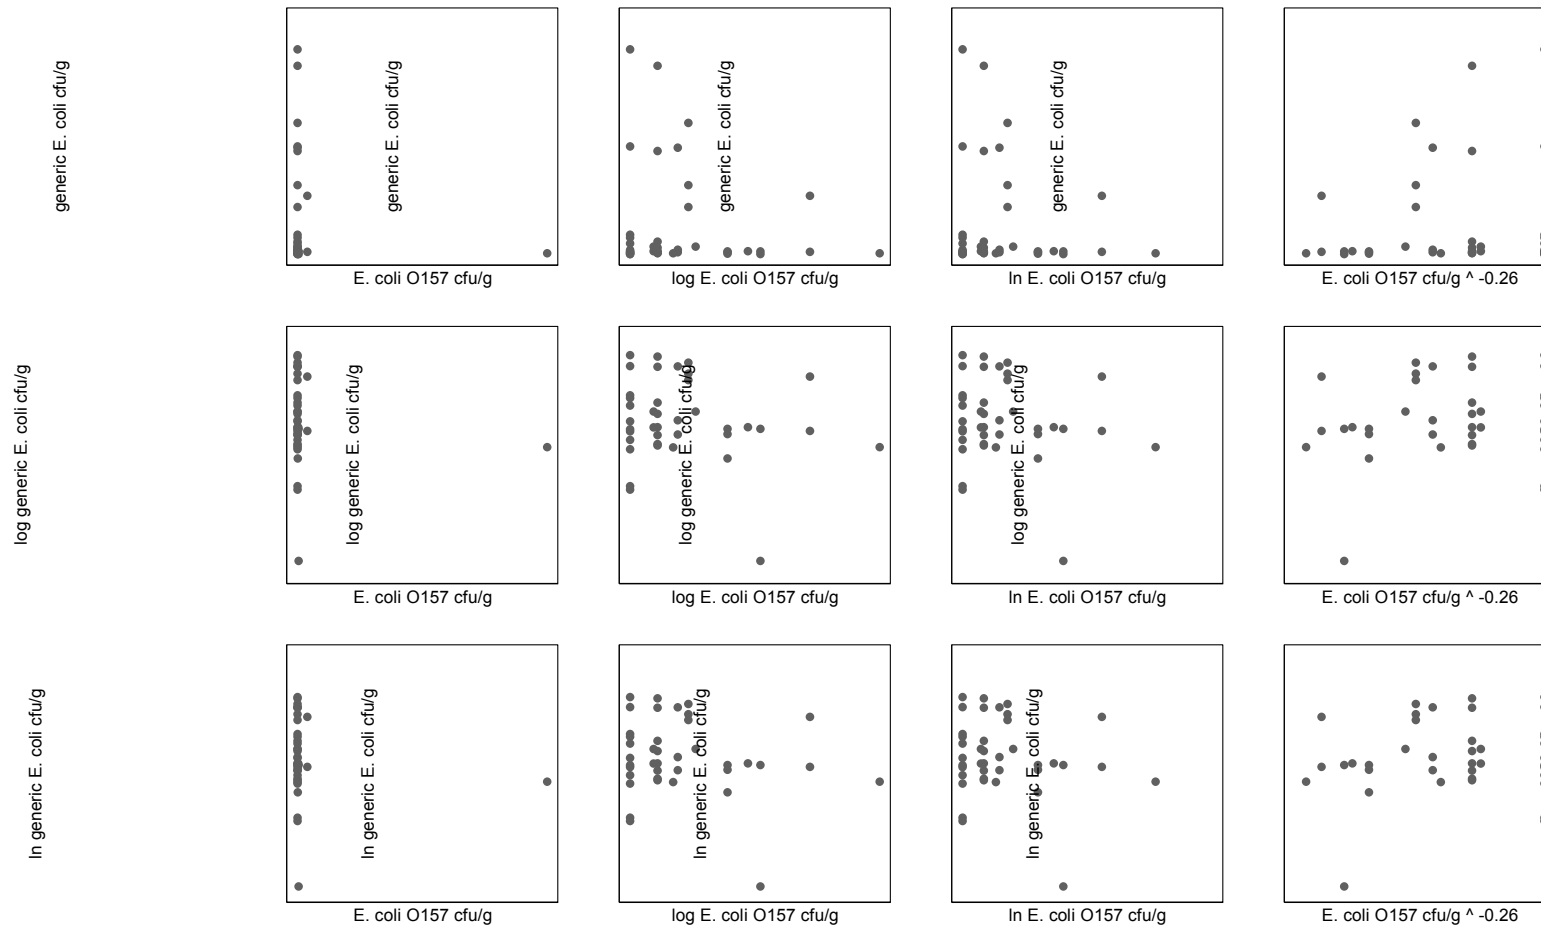 generic E. coli cfu/g
generic E. coli cfu/g
generic E. coli cfu/g
generic E. coli cfu/g
E. coli O157 cfu/g
log E. coli O157 cfu/g
ln E. coli O157 cfu/g
E. coli O157 cfu/g ^ -0.26
log generic E. coli cfu/g
log generic E. coli cfu/g
log generic E. coli cfu/g
log generic E. coli cfu/g
E. coli O157 cfu/g
log E. coli O157 cfu/g
ln E. coli O157 cfu/g
E. coli O157 cfu/g ^ -0.26
ln generic E. coli cfu/g
ln generic E. coli cfu/g
ln generic E. coli cfu/g
ln generic E. coli cfu/g
E. coli O157 cfu/g
log E. coli O157 cfu/g
ln E. coli O157 cfu/g
E. coli O157 cfu/g ^ -0.26